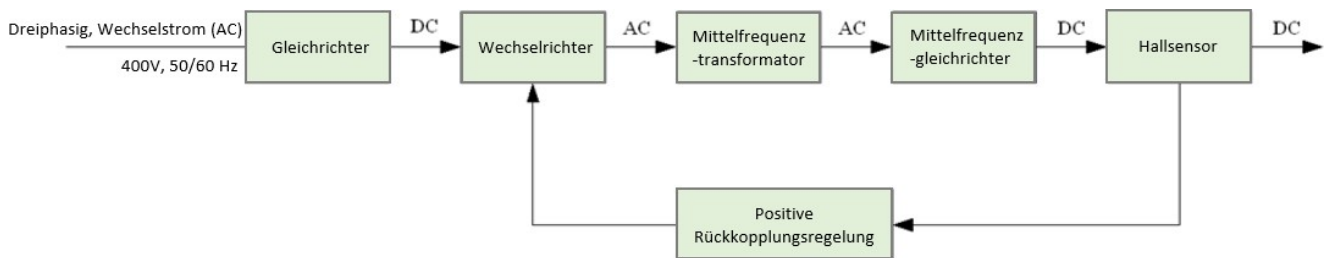 Dreiphasig, Wechselstrom (AC)
400V, 50/60 Hz
Gleichrichter
DC
Wechselrichter
AC
Mittelfrequenz
-transformator
AC
Mittelfrequenz
-gleichrichter
DC
Hallsensor
DC
Positive
Rückkopplungsregelung